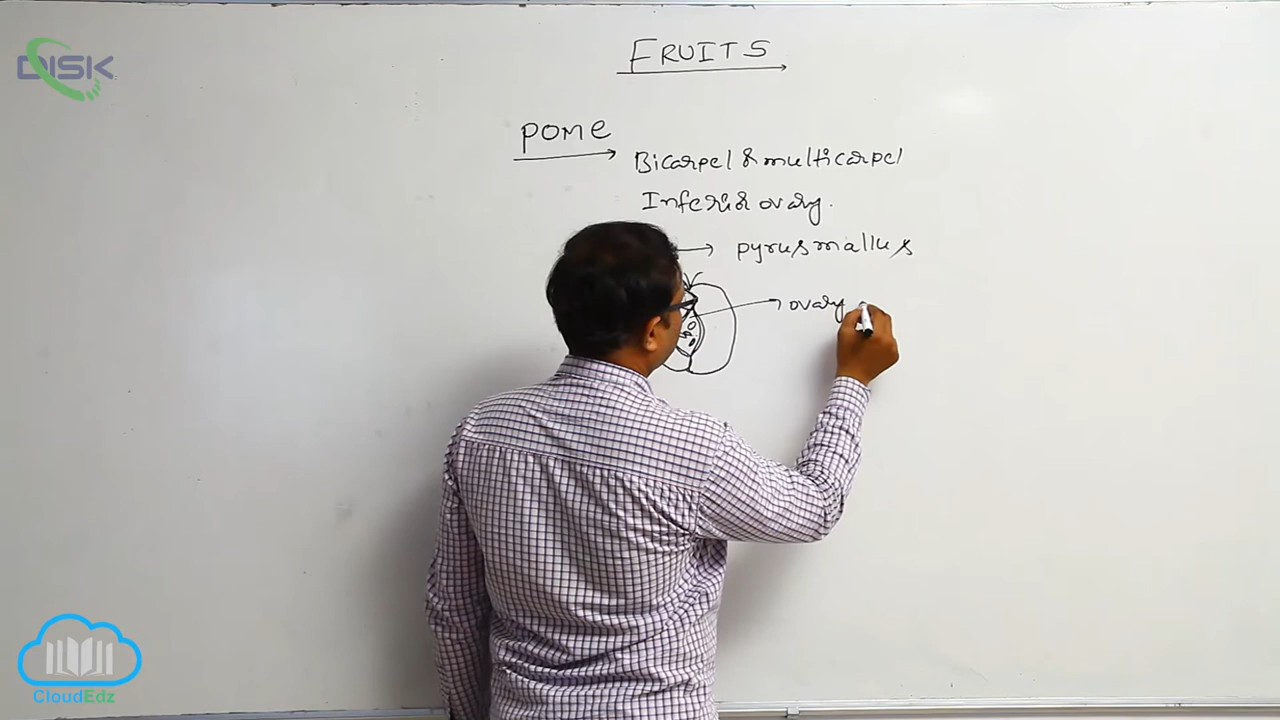 DISK
FRUITS
POME
Bicarpel & multicarpel
Inferior ovary.
pyrus mallus
ovary
CloudEdz